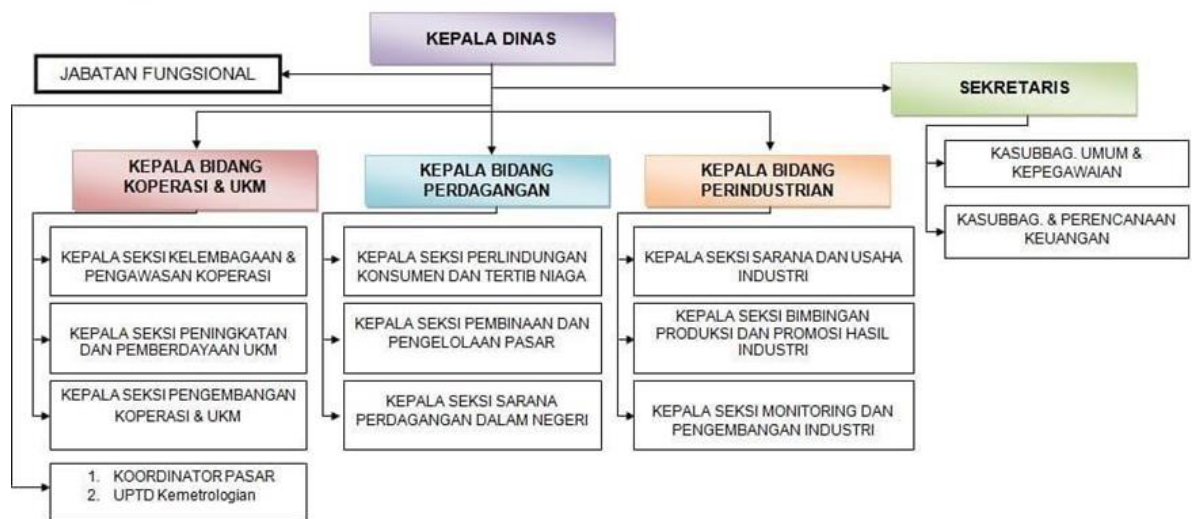 KEPALA DINAS
JABATAN FUNGSIONAL
SEKRETARIS
KASUBBAG. UMUM &
KEPEGAWAIAN
KASUBBAG. & PERENCANAAN
KEUANGAN
KEPALA BIDANG
KOPERASI & UKM
KEPALA SEKSI KELEMBAGAAN &
PENGAWASAN KOPERASI
KEPALA SEKSI PENINGKATAN
DAN PEMBERDAYAAN UKM
KEPALA SEKSI PENGEMBANGAN
KOPERASI & UKM
KEPALA BIDANG
PERDAGANGAN
KEPALA SEKSI PERLINDUNGAN
KONSUMEN DAN TERTIB NIAGA
KEPALA SEKSI PEMBINAAN DAN
PENGELOLAAN PASAR
KEPALA SEKSI SARANA
PERDAGANGAN DALAM NEGERI
KEPALA BIDANG
PERINDUSTRIAN
KEPALA SEKSI SARANA DAN USAHA
INDUSTRI
KEPALA SEKSI BIMBINGAN
PRODUKSI DAN PROMOSI HASIL
INDUSTRI
KEPALA SEKSI MONITORING DAN
PENGEMBANGAN INDUSTRI
1. KOORDINATOR PASAR
2. UPTD Kemetrologian